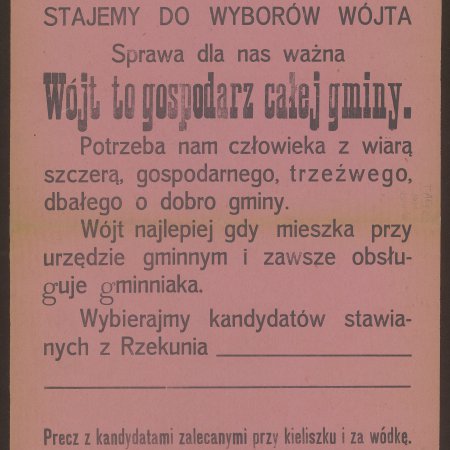 STAJEMY DO WYBORÓW WÓJTA
Sprawa dla nas ważna
Wójt to gospodarz całej gminy.
Potrzeba nam człowieka z wiarą
szczerą, gospodarnego, trzeźwego,
dbałego o dobro gminy.
Wójt najlepiej gdy mieszka przy
urzędzie gminnym i zawsze obsłu-
guje gminniaka.
Wybierajmy kandydatów stawia-
nych z Rzekunia
Precz z kandydatami zalecanymi przy kieliszku i za wódkę.